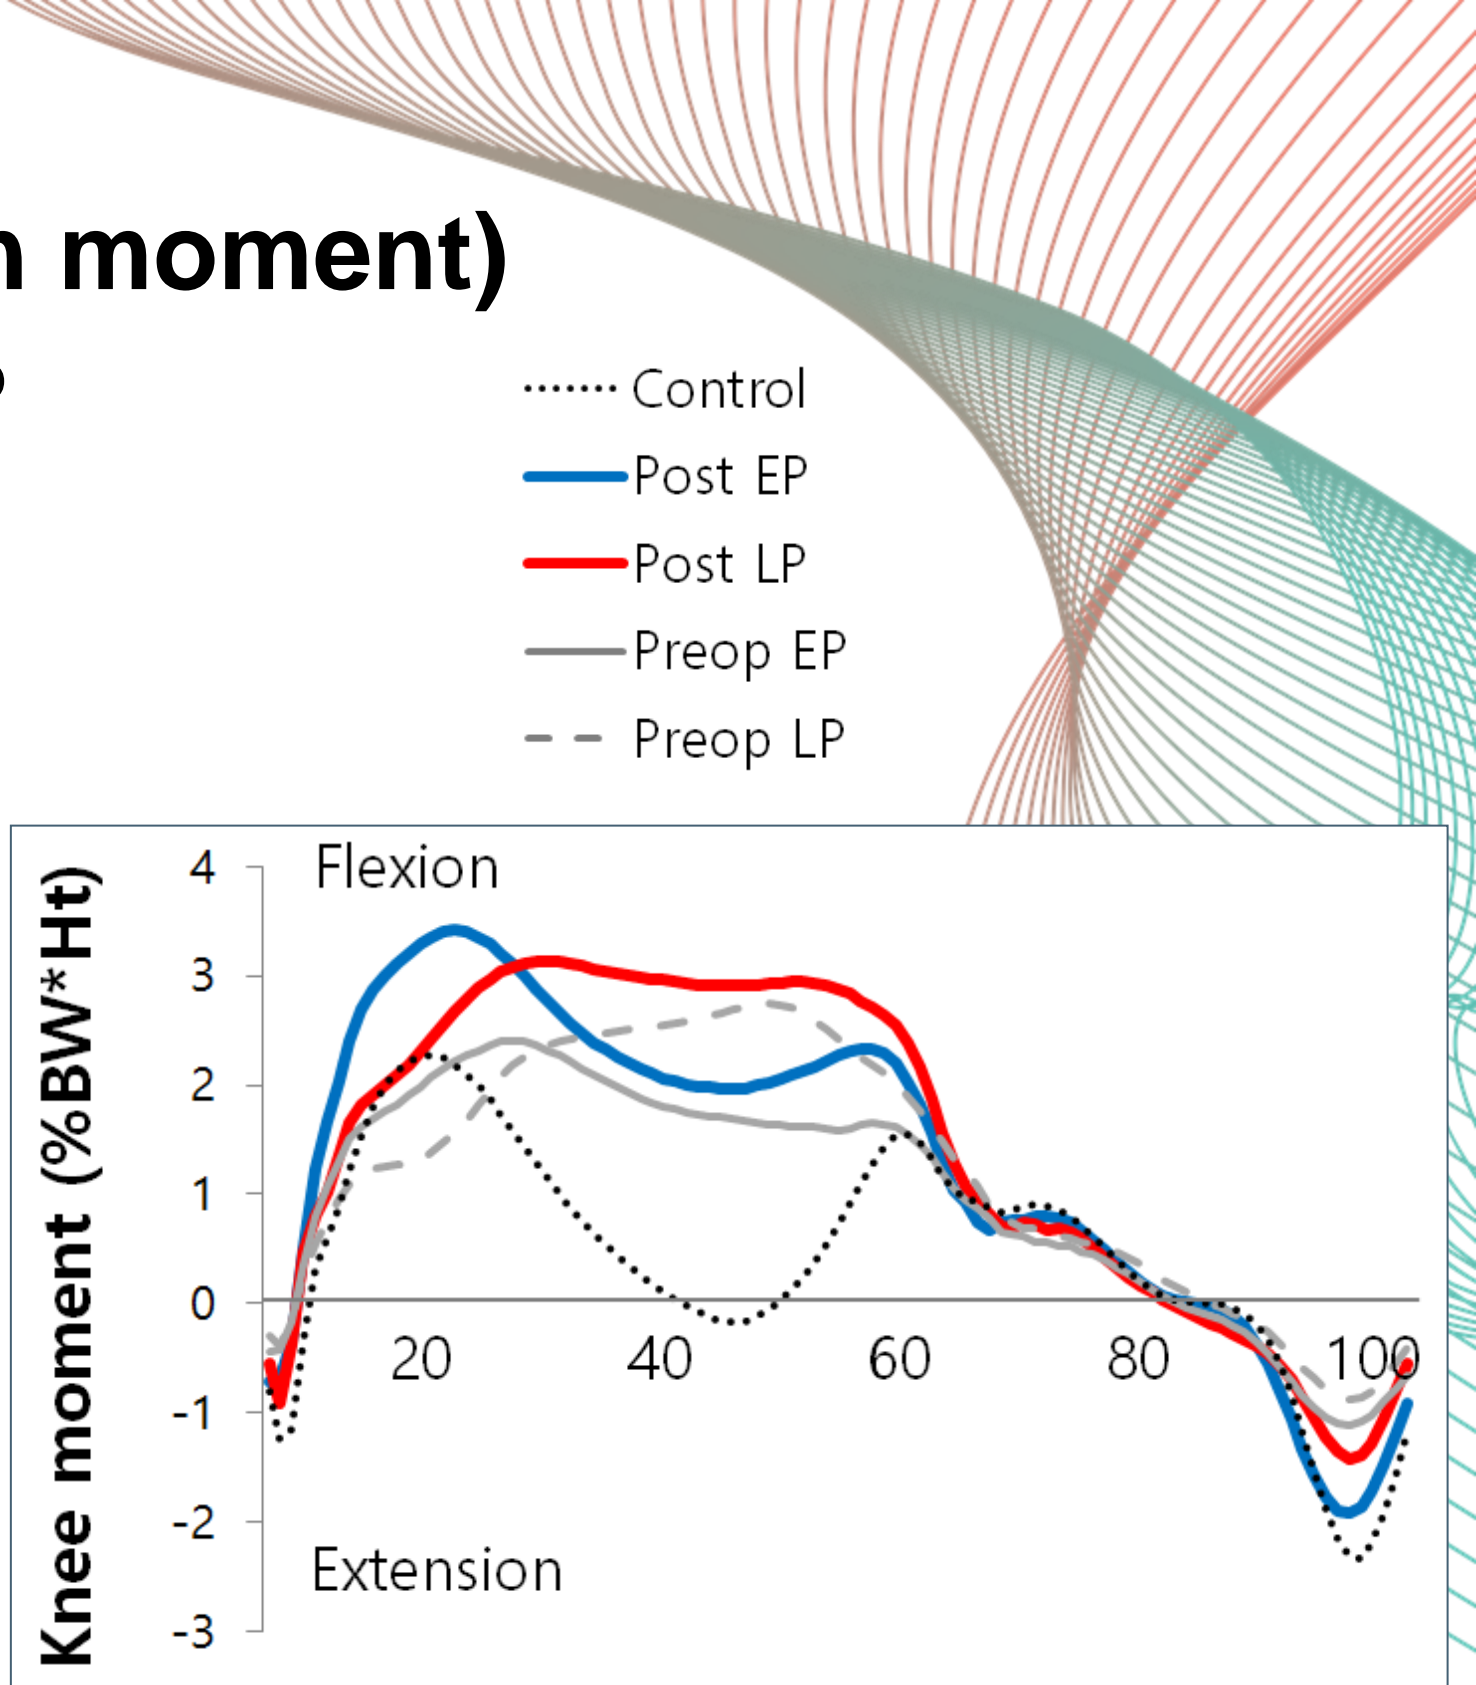 moment)
Control
Post EP
Post LP
Preop EP
Preop LP
Knee moment (%BW*Ht)
Flexion
4
3
2
1
0
-1
-2
-3
20 40 60 80 100
Extension